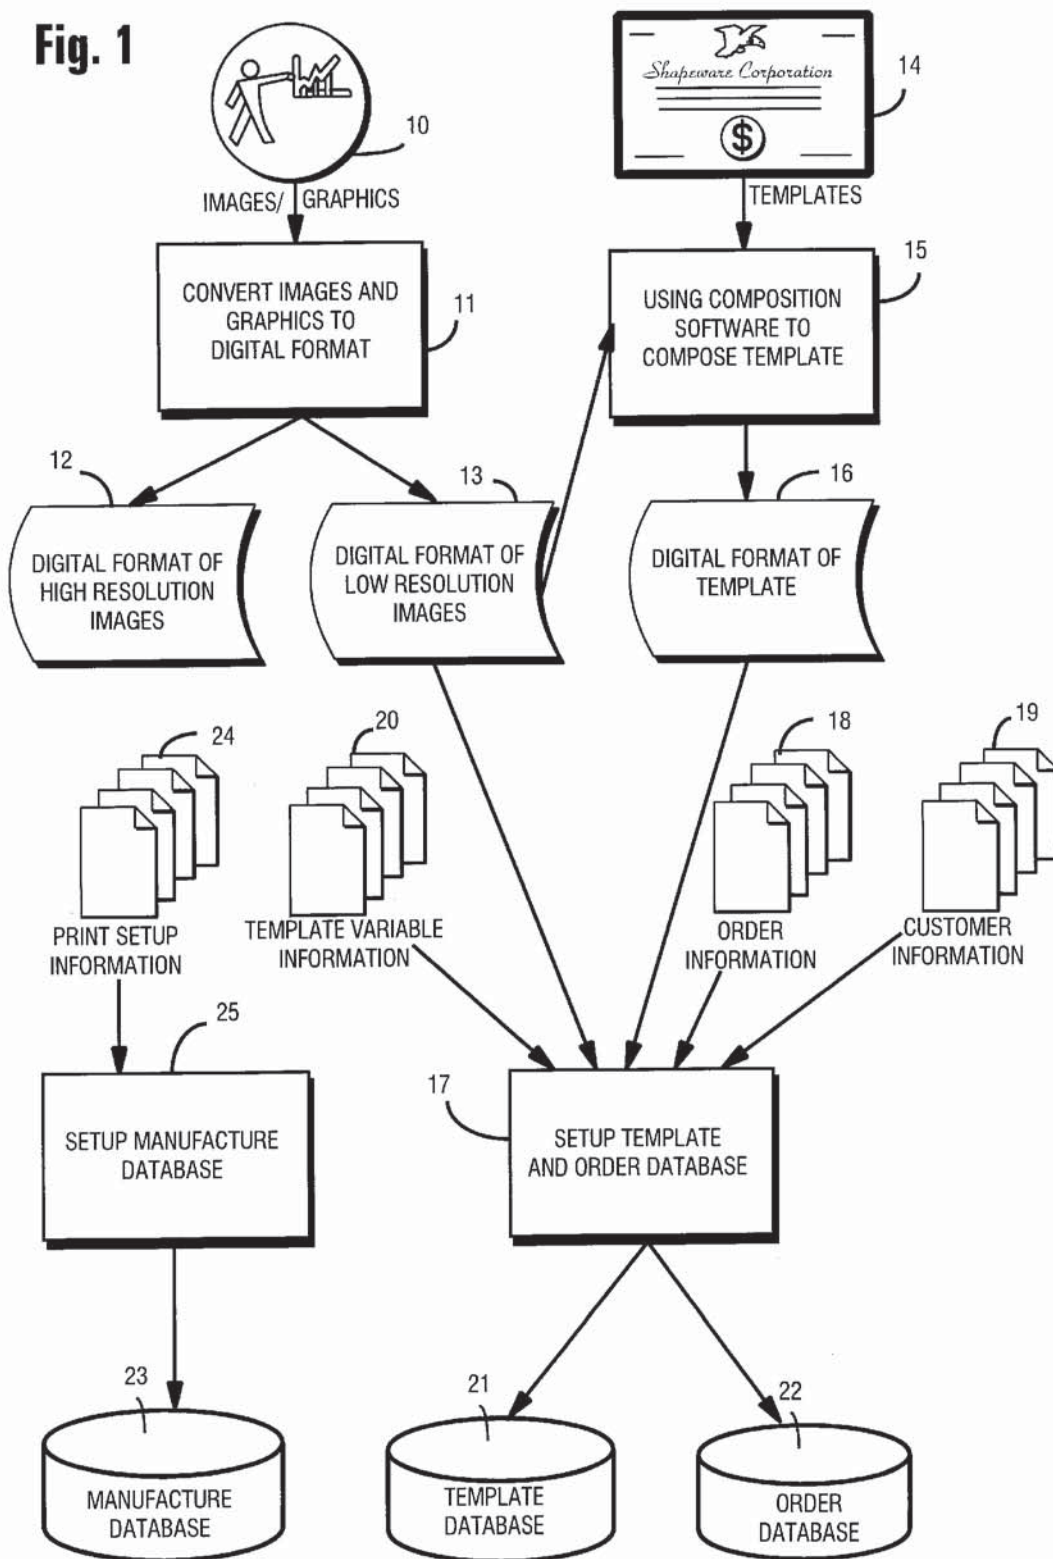 Fig. 1
Shapeware Corporation
$
14
10
IMAGES/ GRAPHICS
TEMPLATES
CONVERT IMAGES AND
GRAPHICS TO
DIGITAL FORMAT
11
USING COMPOSITION
SOFTWARE TO
COMPOSE TEMPLATE
15
12
13
16
DIGITAL FORMAT OF
HIGH RESOLUTION
IMAGES
DIGITAL FORMAT OF
LOW RESOLUTION
IMAGES
DIGITAL FORMAT OF
TEMPLATE
24
20
18
19
PRINT SETUP
INFORMATION
TEMPLATE VARIABLE
INFORMATION
ORDER
INFORMATION
CUSTOMER
INFORMATION
25
17
SETUP MANUFACTURE
DATABASE
SETUP TEMPLATE
AND ORDER DATABASE
23
21
22
MANUFACTURE
DATABASE
TEMPLATE
DATABASE
ORDER
DATABASE